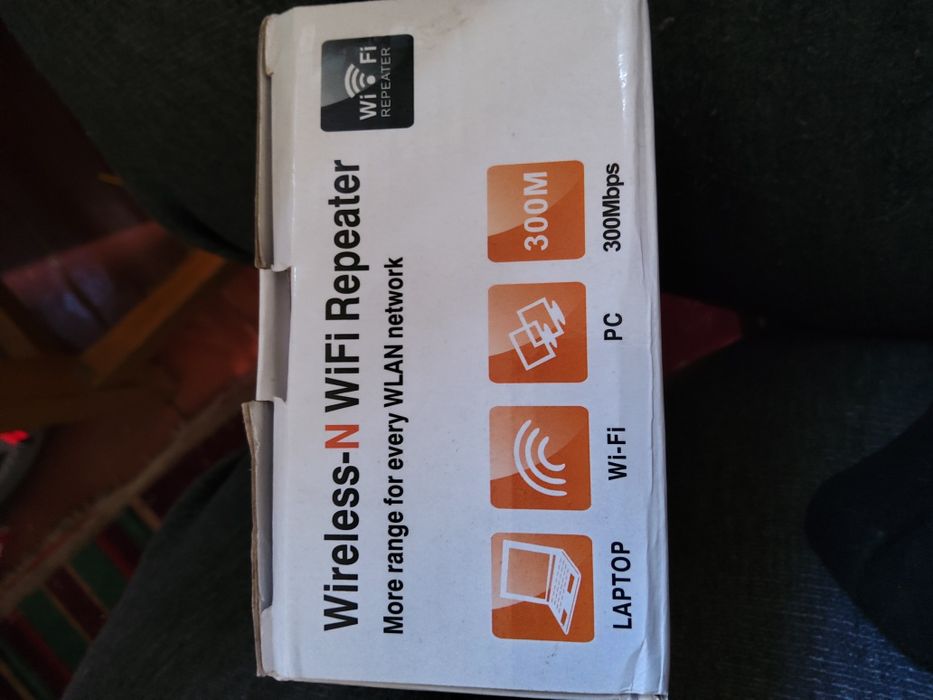 Wi Fi
REPEATER
Wireless-N WiFi Repeater
More range for every WLAN network
300M
LAPTOP
Wi-Fi
PC
300Mbps